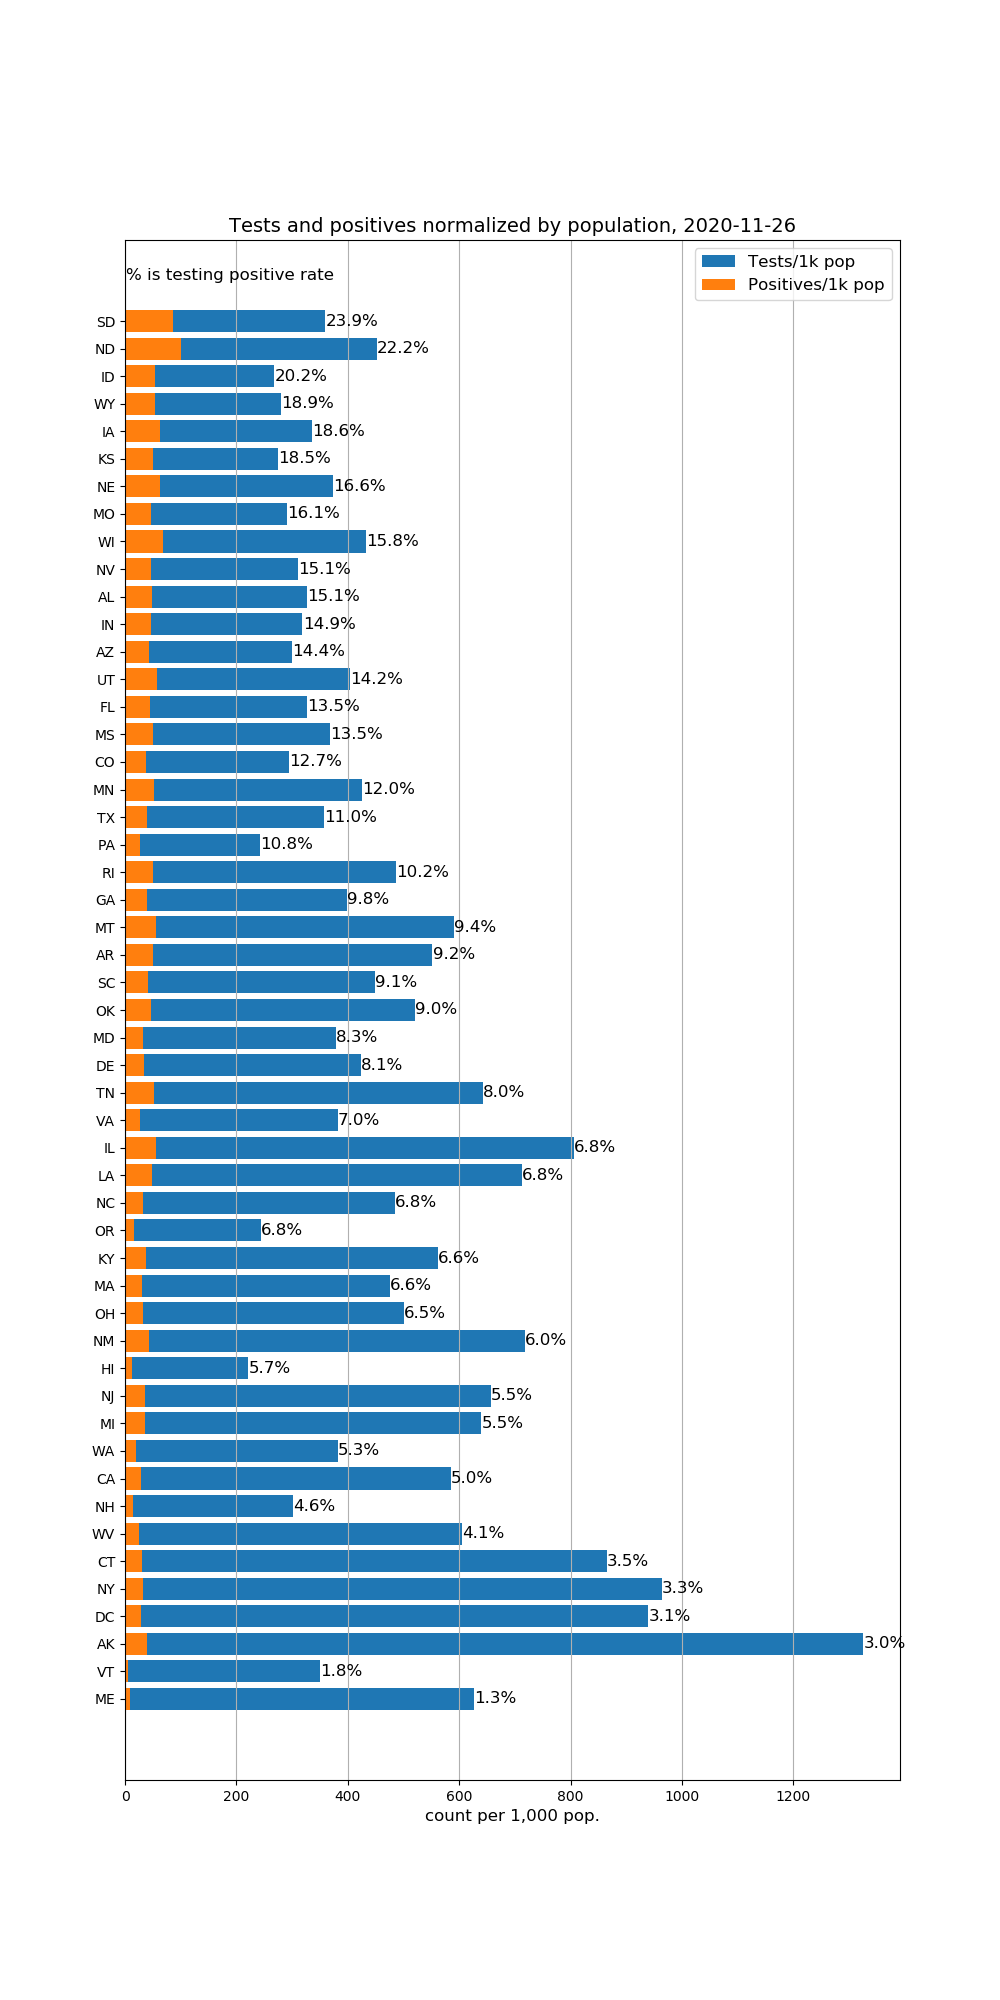 Tests and positives normalized by population, 2020-11-26
Tests/1k pop
Positives/1k pop
% is testing positive rate
SD 23.9%
ND 22.2%
ID 20.2%
WY 18.9%
IA 18.6%
KS 18.5%
NE 16.6%
MO 16.1%
WI 15.8%
NV 15.1%
AL 15.1%
IN 14.9%
AZ 14.4%
UT 14.2%
FL 13.5%
MS 13.5%
CO 12.7%
MN 12.0%
TX 11.0%
PA 10.8%
RI 10.2%
GA 9.8%
MT 9.4%
AR 9.2%
SC 9.1%
OK 9.0%
MD 8.3%
DE 8.1%
TN 8.0%
VA 7.0%
IL 6.8%
LA 6.8%
NC 6.8%
OR 6.8%
KY 6.6%
MA 6.6%
OH 6.5%
NM 6.0%
HI 5.7%
NJ 5.5%
MI 5.5%
WA 5.3%
CA 5.0%
NH 4.6%
WV 4.1%
CT 3.5%
NY 3.3%
DC 3.1%
AK 3.0%
VT 1.8%
ME 1.3%
0 200 400 600 800 1000 1200
count per 1,000 pop.